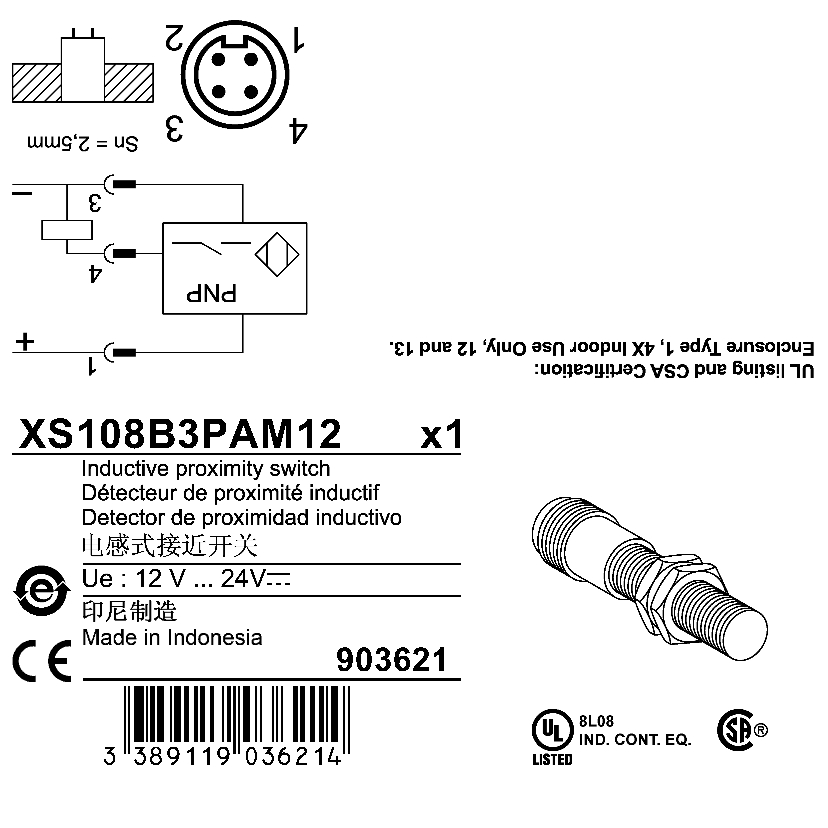 2 1
3 4
Sn = 2,5mm
−
3
4
PNP
+
1
UL listing and CSA Certification:
Enclosure Type 1, 4X Indoor Use Only, 12 and 13.
XS108B3PAM12 x1
Inductive proximity switch
Détecteur de proximité inductif
Detector de proximidad inductivo
电感式接近开关
Ue : 12 V ... 24V⎓
e
印尼制造
Made in Indonesia
CE
903621
3 389119 036214
UL
LISTED
8L08
IND. CONT. EQ.
SA ®